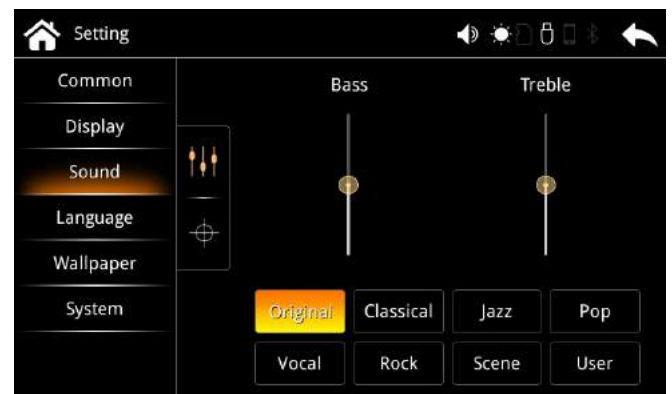 Setting
Common
Display
Sound
Language
Wallpaper
System
Bass Treble
Original Classical Jazz Pop
Vocal Rock Scene User